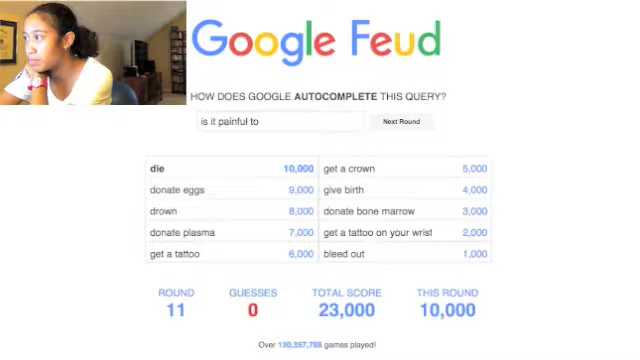 Google Feud
HOW DOES GOOGLE AUTOCOMPLETE THIS QUERY?
is it painful to
Next Round
die 10,000 get a crown 5,000
donate eggs 9,000 give birth 4,000
drown 8,000 donate bone marrow 3,000
donate plasma 7,000 get a tattoo on your wrist 2,000
get a tattoo 6,000 bleed out 1,000
ROUND GUESSES TOTAL SCORE THIS ROUND
11 0 23,000 10,000
Over 130,357,788 games played!